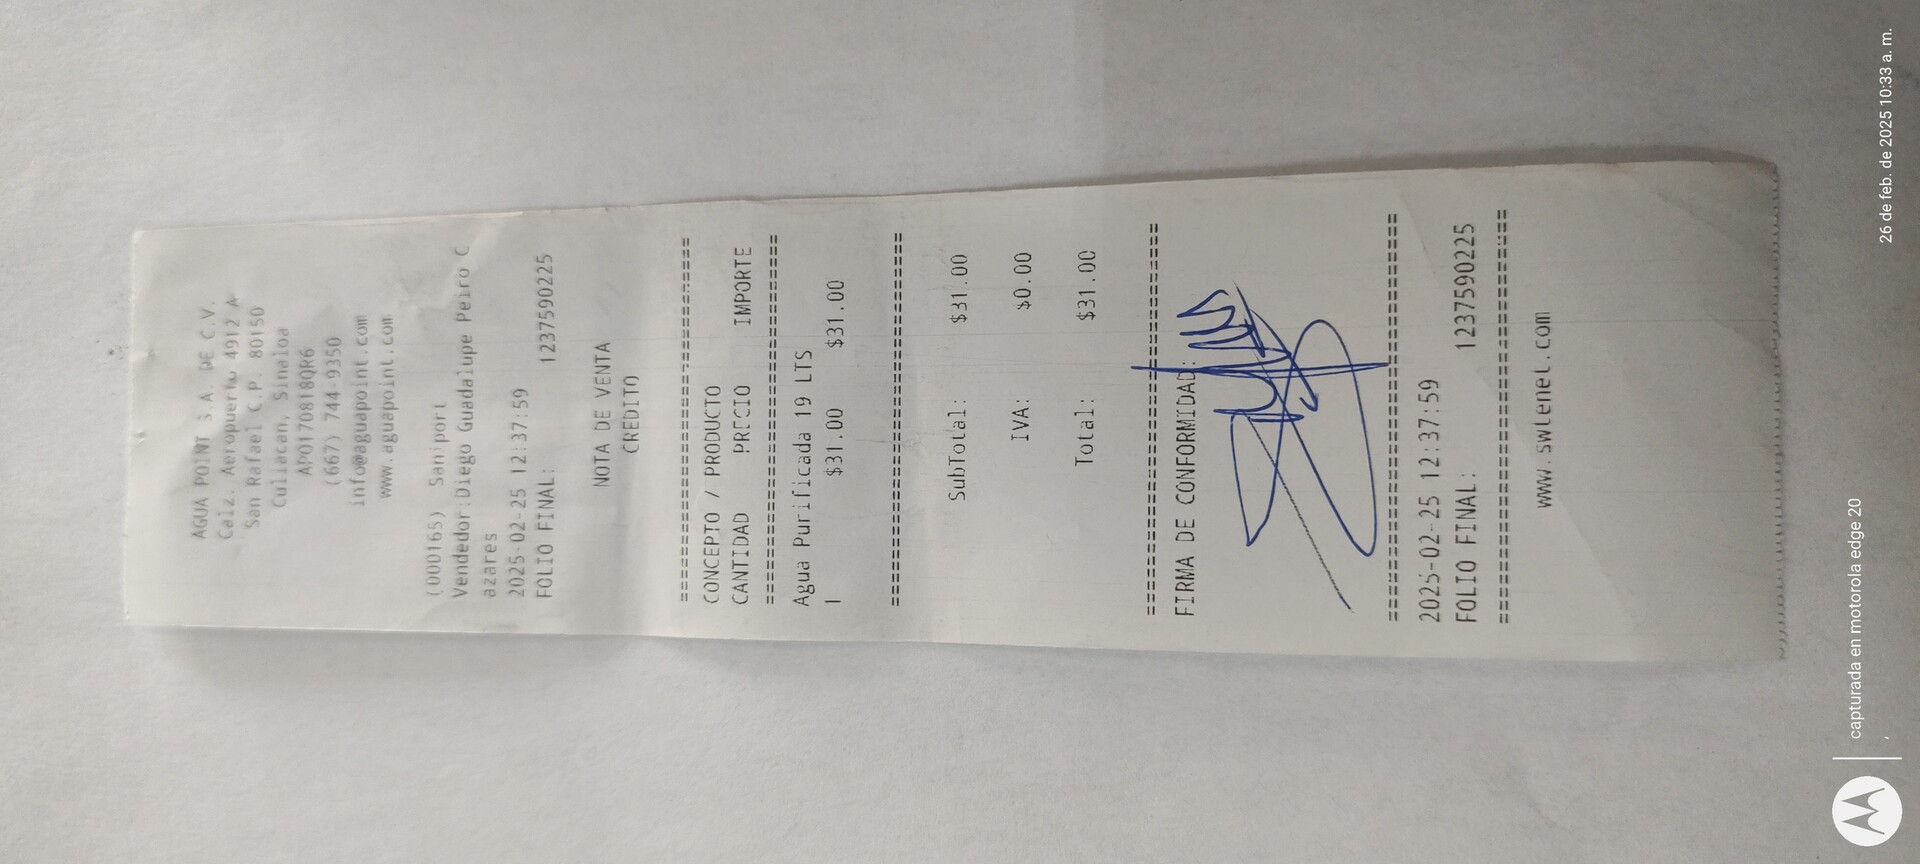 AGUA POINT S.A. DE C.V.
Calz. Aeropuerto 4912 A
San Rafael C.P. 80150
Culiacan, Sinaloa
APO1708180R6
(667) 744-9350
info@aguapoint.com
www.aguapoint.com
(000165) Saniport
Vendedor:Diego Guadalupe Peiro C
azares
2025-02-25 12:37:59
FOLIO FINAL: 1237590225
NOTA DE VENTA
CREDITO
================================
CONCEPTO / PRODUCTO
CANTIDAD PRECIO IMPORTE
================================
Agua Purificada 19 LTS
1 $31.00 $31.00
================================
SubTotal: $31.00
IVA: $0.00
Total: $31.00
================================
FIRMA DE CONFORMIDAD:
================================
2025-02-25 12:37:59
FOLIO FINAL: 1237590225
================================
www.swtenet.com
capturada en motorola edge 20
26 de feb. de 2025 10:33 a. m.